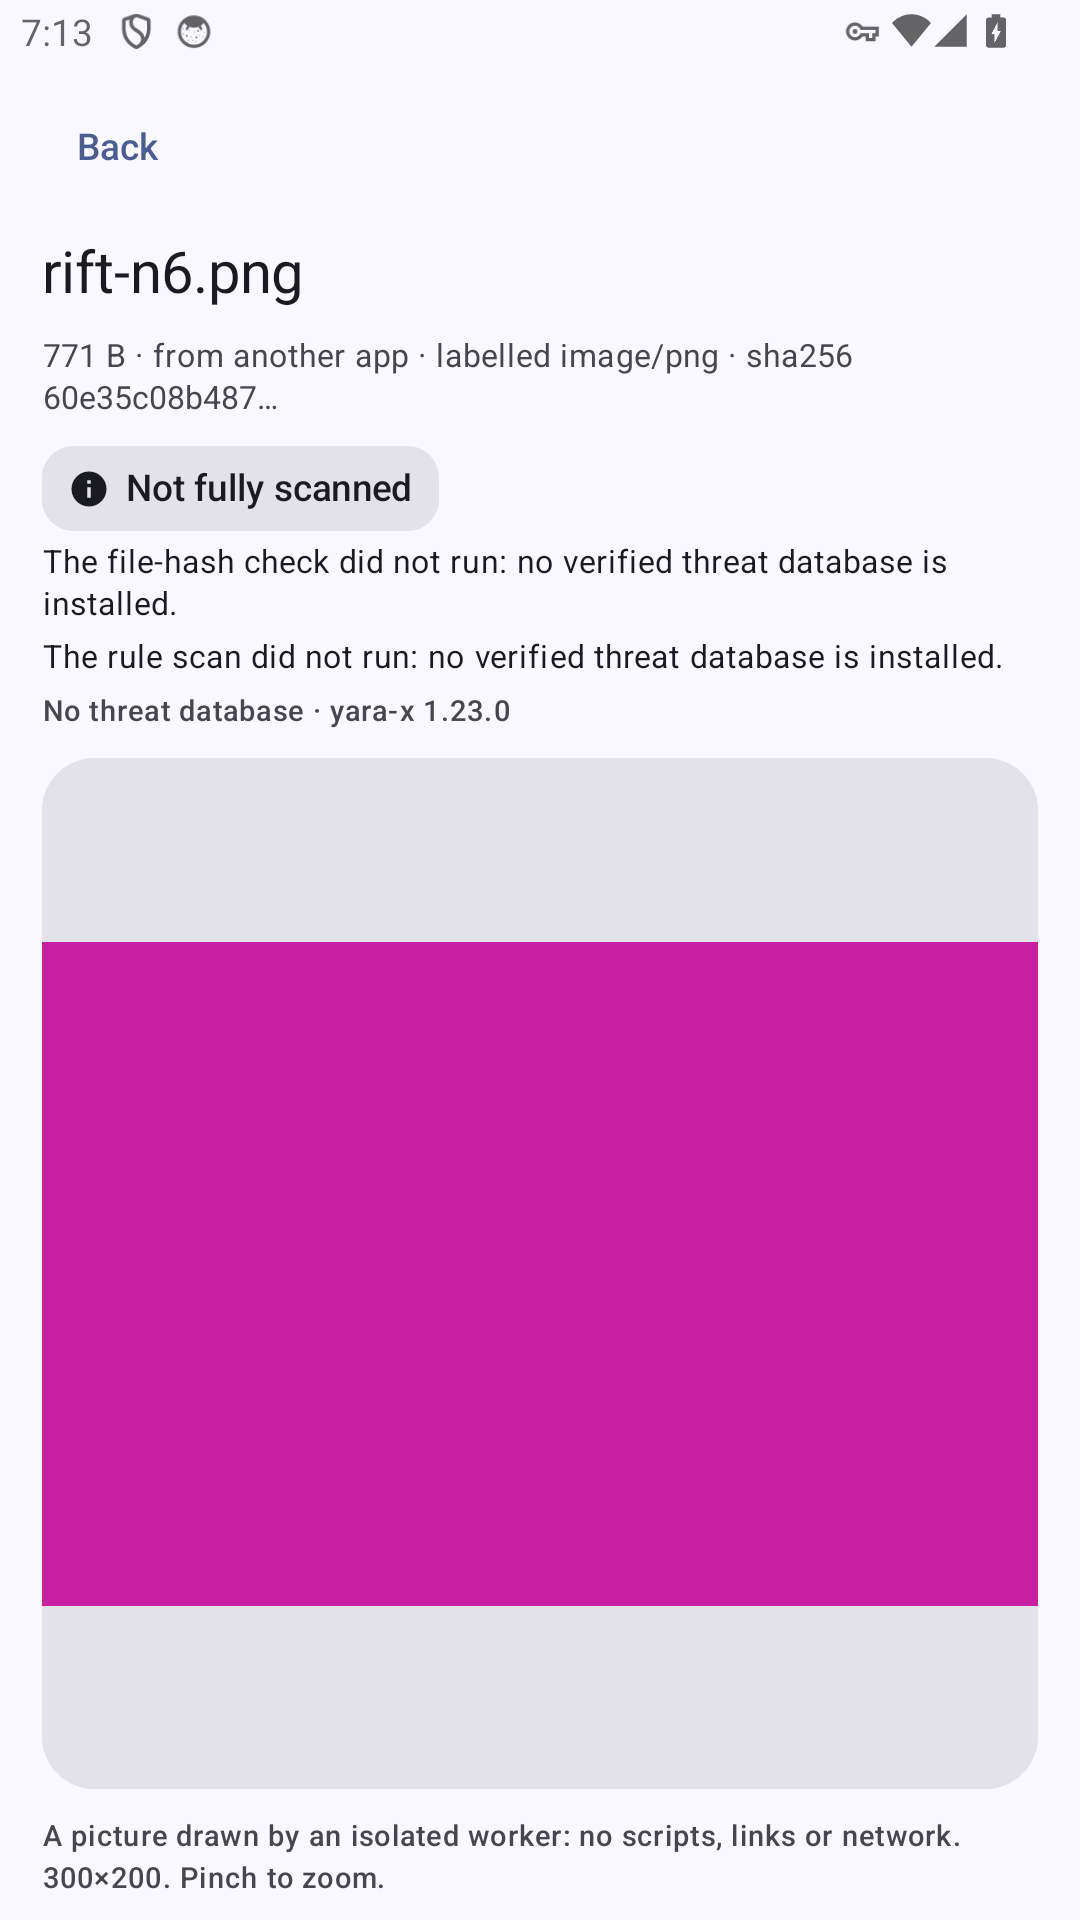 7:13
Back
rift-n6.png
771 B · from another app · labelled image/png · sha256
60e35c08b487…
Not fully scanned
The file-hash check did not run: no verified threat database is
installed.
The rule scan did not run: no verified threat database is installed.
No threat database · yara-x 1.23.0
A picture drawn by an isolated worker: no scripts, links or network.
300×200. Pinch to zoom.